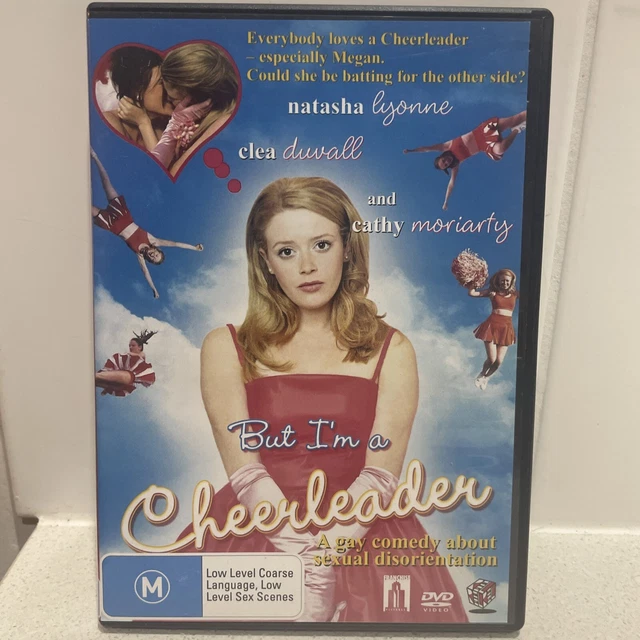 Everybody loves a Cheerleader
– especially Megan.
Could she be batting for the other side?
natasha lyonne
clea duvall
and
cathy moriarty
But I'm a
Cheerleader
A gay comedy about
sexual disorientation
M
Low Level Coarse
Language, Low
Level Sex Scenes
DVD
VIDEO